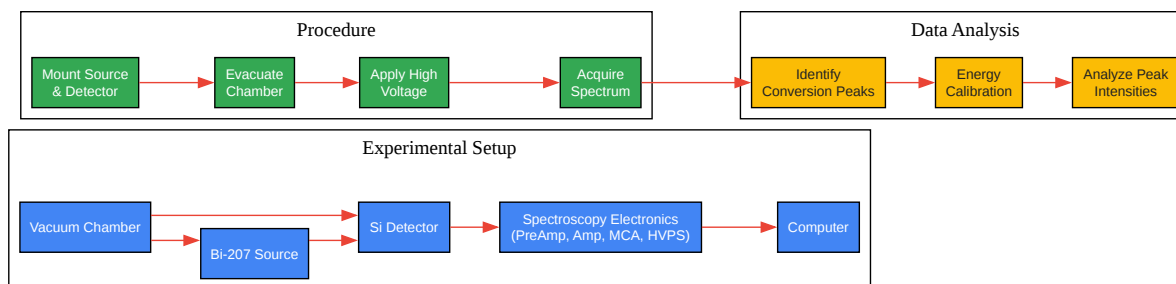 Procedure
Mount Source
& Detector
Evacuate
Chamber
Apply High
Voltage
Acquire
Spectrum
Data Analysis
Identify
Conversion Peaks
Energy
Calibration
Analyze Peak
Intensities
Experimental Setup
Vacuum Chamber
Bi-207 Source
Si Detector
Spectroscopy Electronics
(PreAmp, Amp, MCA, HVPS)
Computer